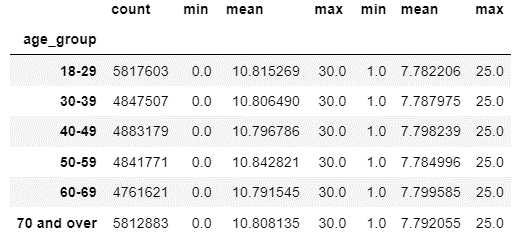 count min mean max min mean max
age_group
18-29 5817603 0.0 10.815269 30.0 1.0 7.782206 25.0
30-39 4847507 0.0 10.806490 30.0 1.0 7.787975 25.0
40-49 4883179 0.0 10.796786 30.0 1.0 7.798239 25.0
50-59 4841771 0.0 10.842821 30.0 1.0 7.784996 25.0
60-69 4761621 0.0 10.791545 30.0 1.0 7.799585 25.0
70 and over 5812883 0.0 10.808135 30.0 1.0 7.792055 25.0